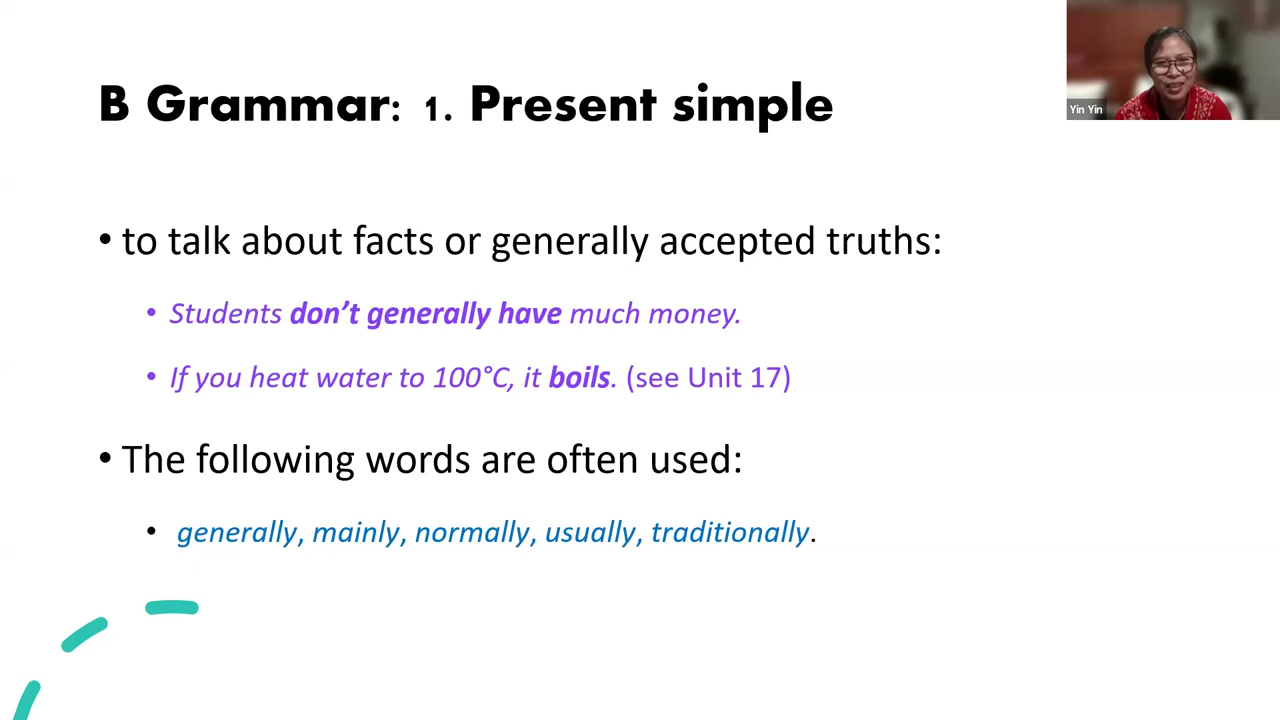 B Grammar: 1. Present simple
Yin Yin
• to talk about facts or generally accepted truths:
• Students don’t generally have much money.
• If you heat water to 100°C, it boils. (see Unit 17)
• The following words are often used:
• generally, mainly, normally, usually, traditionally.